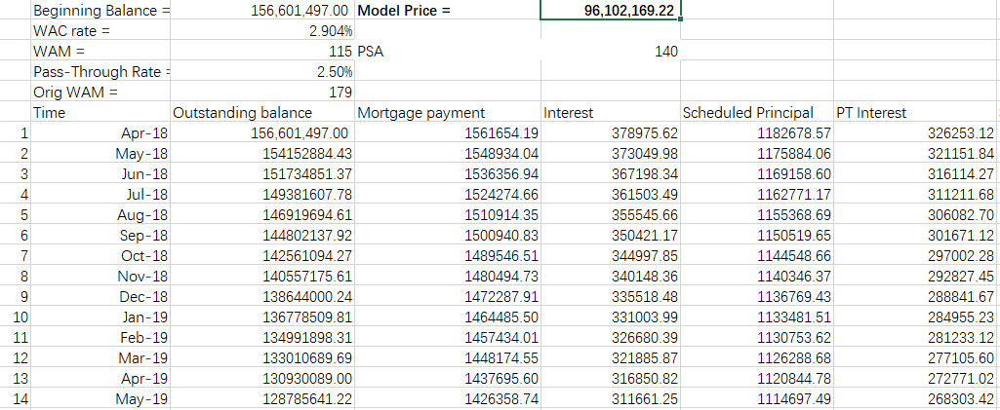 Beginning Balance = 156,601,497.00 Model Price = 96,102,169.22
WAC rate = 2.904%
WAM = 115 PSA 140
Pass-Through Rate = 2.50%
Orig WAM = 179
Time Outstanding balance Mortgage payment Interest Scheduled Principal PT Interest
1 Apr-18 156,601,497.00 1561654.19 378975.62 1182678.57 326253.12
2 May-18 154152884.43 1548934.04 373049.98 1175884.06 321151.84
3 Jun-18 151734851.37 1536356.94 367198.34 1169158.60 316114.27
4 Jul-18 149381607.78 1524274.66 361503.49 1162771.17 311211.68
5 Aug-18 146919694.61 1510914.35 355545.66 1155368.69 306082.70
6 Sep-18 144802137.92 1500940.83 350421.17 1150519.65 301671.12
7 Oct-18 142561094.27 1489546.51 344997.85 1144548.66 297002.28
8 Nov-18 140557175.61 1480494.73 340148.36 1140346.37 292827.45
9 Dec-18 138644000.24 1472287.91 335518.48 1136769.43 288841.67
10 Jan-19 136778509.81 1464485.50 331003.99 1133481.51 284955.23
11 Feb-19 134991898.31 1457434.01 326680.39 1130753.62 281233.12
12 Mar-19 133010689.69 1448174.55 321885.87 1126288.68 277105.60
13 Apr-19 130930089.00 1437695.60 316850.82 1120844.78 272771.02
14 May-19 128785641.22 1426358.74 311661.25 1114697.49 268303.42